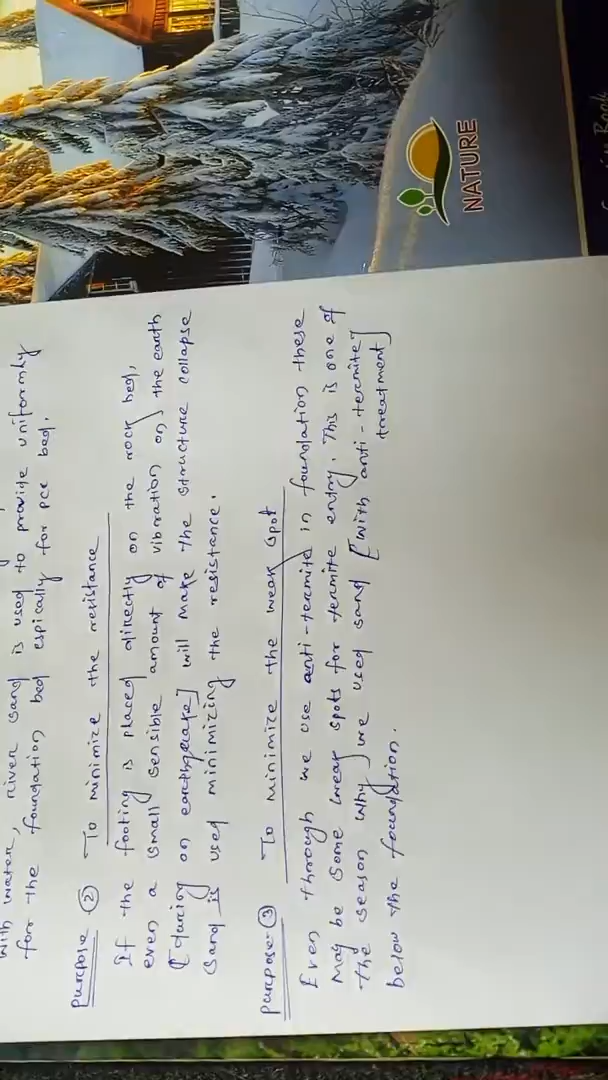 with water, river sand is used to provide uniformly
for the foundation bed espically for pcc bed.
Purpose-② To minimize the resistance
If the footing is placed directly on the rock bed,
even a small sensible amount of vibration on the earth
[during on earthquake] will make the structure collapse
sand is used minimizing the resistance.
Purpose-③ To minimize the weak spot
Even through we use anti-termite in foundation these
may be some weak spots for termite entry. This is one of
the season why we used sand [with anti-termite
treatment]
below the foundation.
NATURE